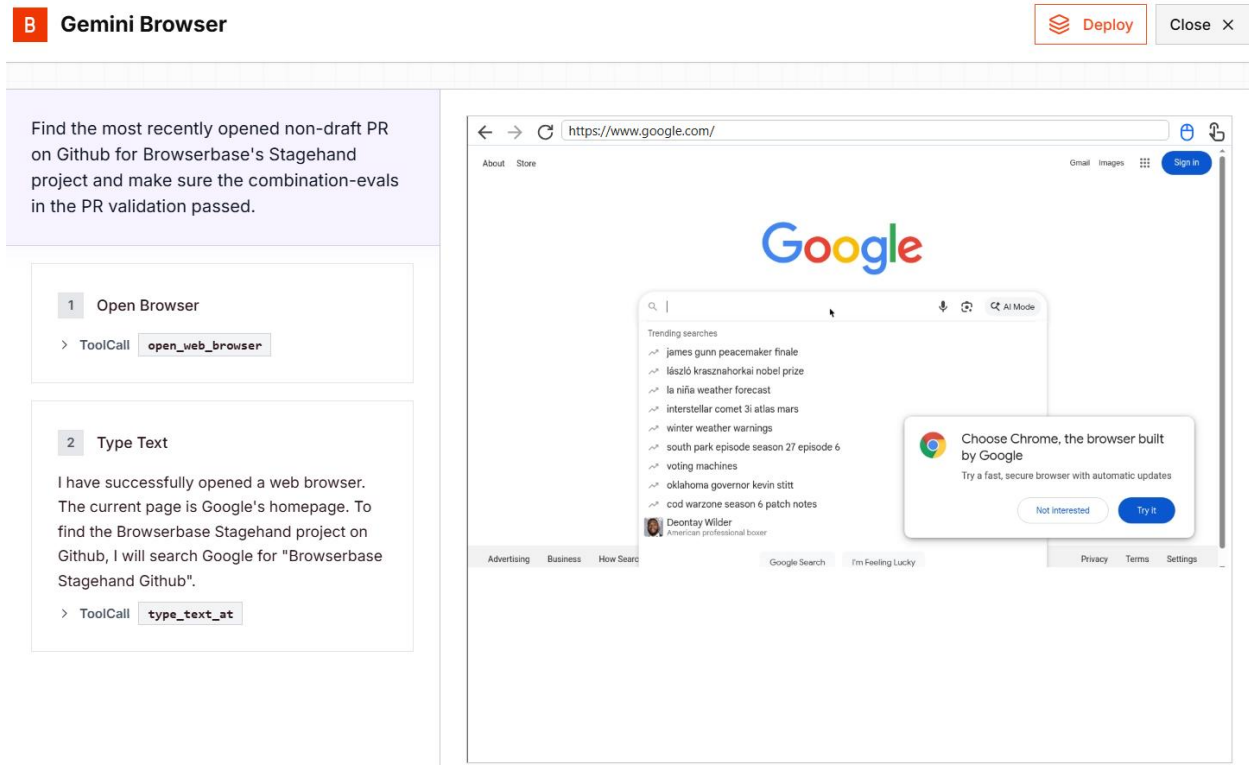 B Gemini Browser
Deploy
Close ×
Find the most recently opened non-draft PR
on Github for Browserbase's Stagehand
project and make sure the combination-evals
in the PR validation passed.
1 Open Browser
ToolCall open_web_browser
2 Type Text
I have successfully opened a web browser.
The current page is Google's homepage. To
find the Browserbase Stagehand project on
Github, I will search Google for "Browserbase
Stagehand Github".
ToolCall type_text_at
https://www.google.com/
About Store
Gmail Images
Sign in
Google
AI Mode
Trending searches
james gunn peacemaker finale
lászló krasznahorkai nobel prize
la niña weather forecast
interstellar comet 3i atlas mars
winter weather warnings
south park episode season 27 episode 6
voting machines
oklahoma governor kevin stitt
cod warzone season 6 patch notes
Deontay Wilder
American professional boxer
Google Search I'm Feeling Lucky
Choose Chrome, the browser built
by Google
Try a fast, secure browser with automatic updates
Not interested Try it
Advertising Business How Searc
Privacy Terms Settings